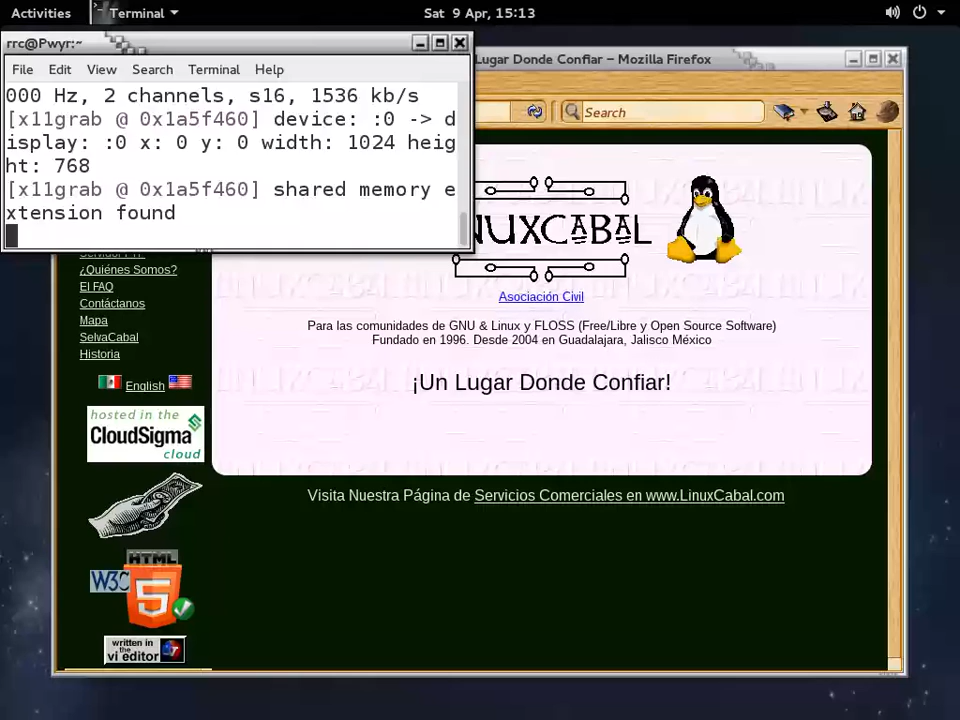 Activities
Terminal
Sat 9 Apr, 15:13
rrc@Pwyr:~
File Edit View Search Terminal Help
000 Hz, 2 channels, s16, 1536 kb/s
[x11grab @ 0x1a5f460] device: :0 -> d
isplay: :0 x: 0 y: 0 width: 1024 heig
ht: 768
[x11grab @ 0x1a5f460] shared memory e
xtension found
Lugar Donde Confiar – Mozilla Firefox
Search
¿Quiénes Somos?
El FAQ
Contáctanos
Mapa
SelvaCabal
Historia
English
hosted in the
CloudSigma
cloud
HTML
W3C
5
written in
the
vi editor
NUXCABAL
Asociación Civil
Para las comunidades de GNU & Linux y FLOSS (Free/Libre y Open Source Software)
Fundado en 1996. Desde 2004 en Guadalajara, Jalisco México
¡Un Lugar Donde Confiar!
Visita Nuestra Página de Servicios Comerciales en www.LinuxCabal.com